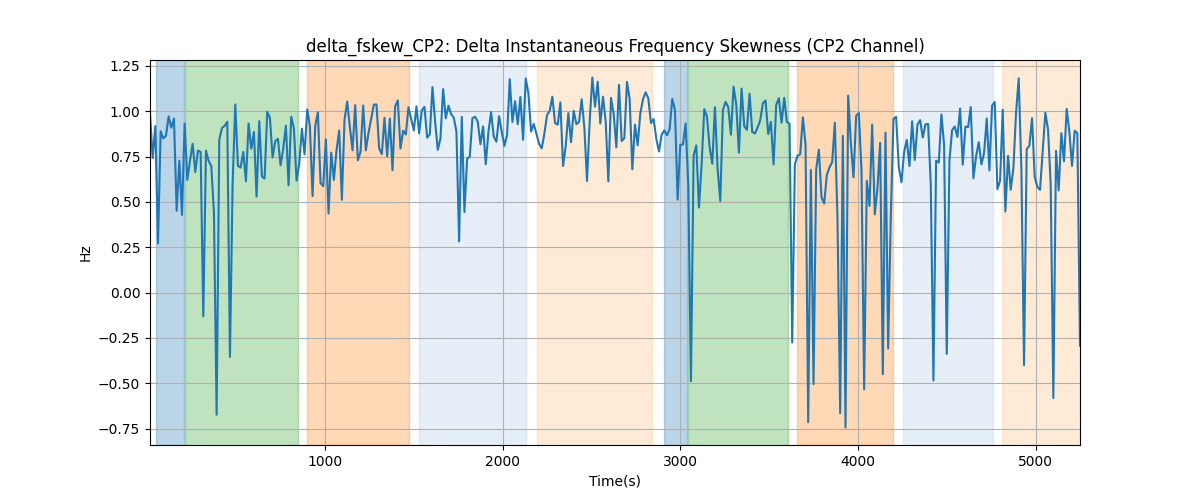 delta_fskew_CP2: Delta Instantaneous Frequency Skewness (CP2 Channel)
1.25
1.00
0.75
0.50
0.25
0.00
−0.25
−0.50
−0.75
Hz
1000 2000 3000 4000 5000
Time(s)